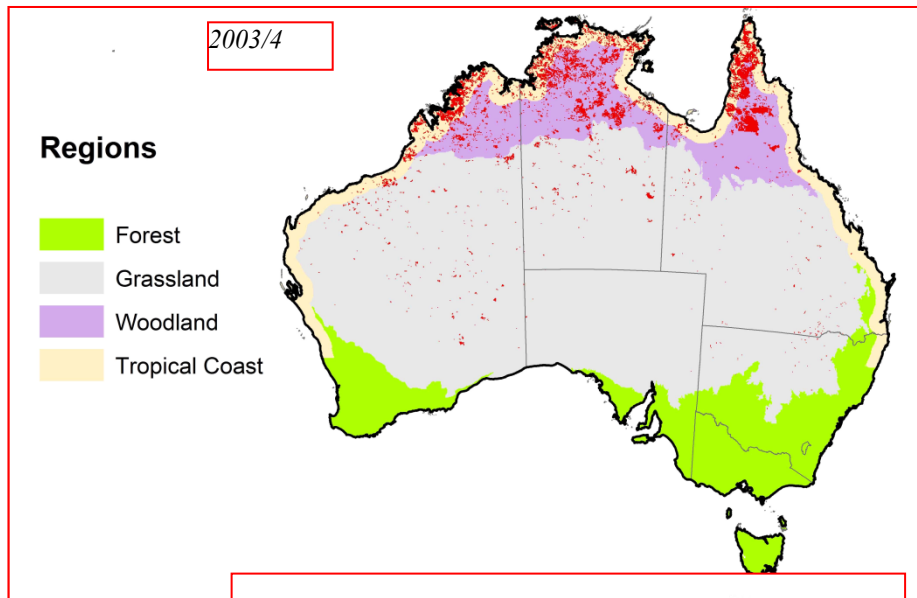 2003/4
Regions
Forest
Grassland
Woodland
Tropical Coast